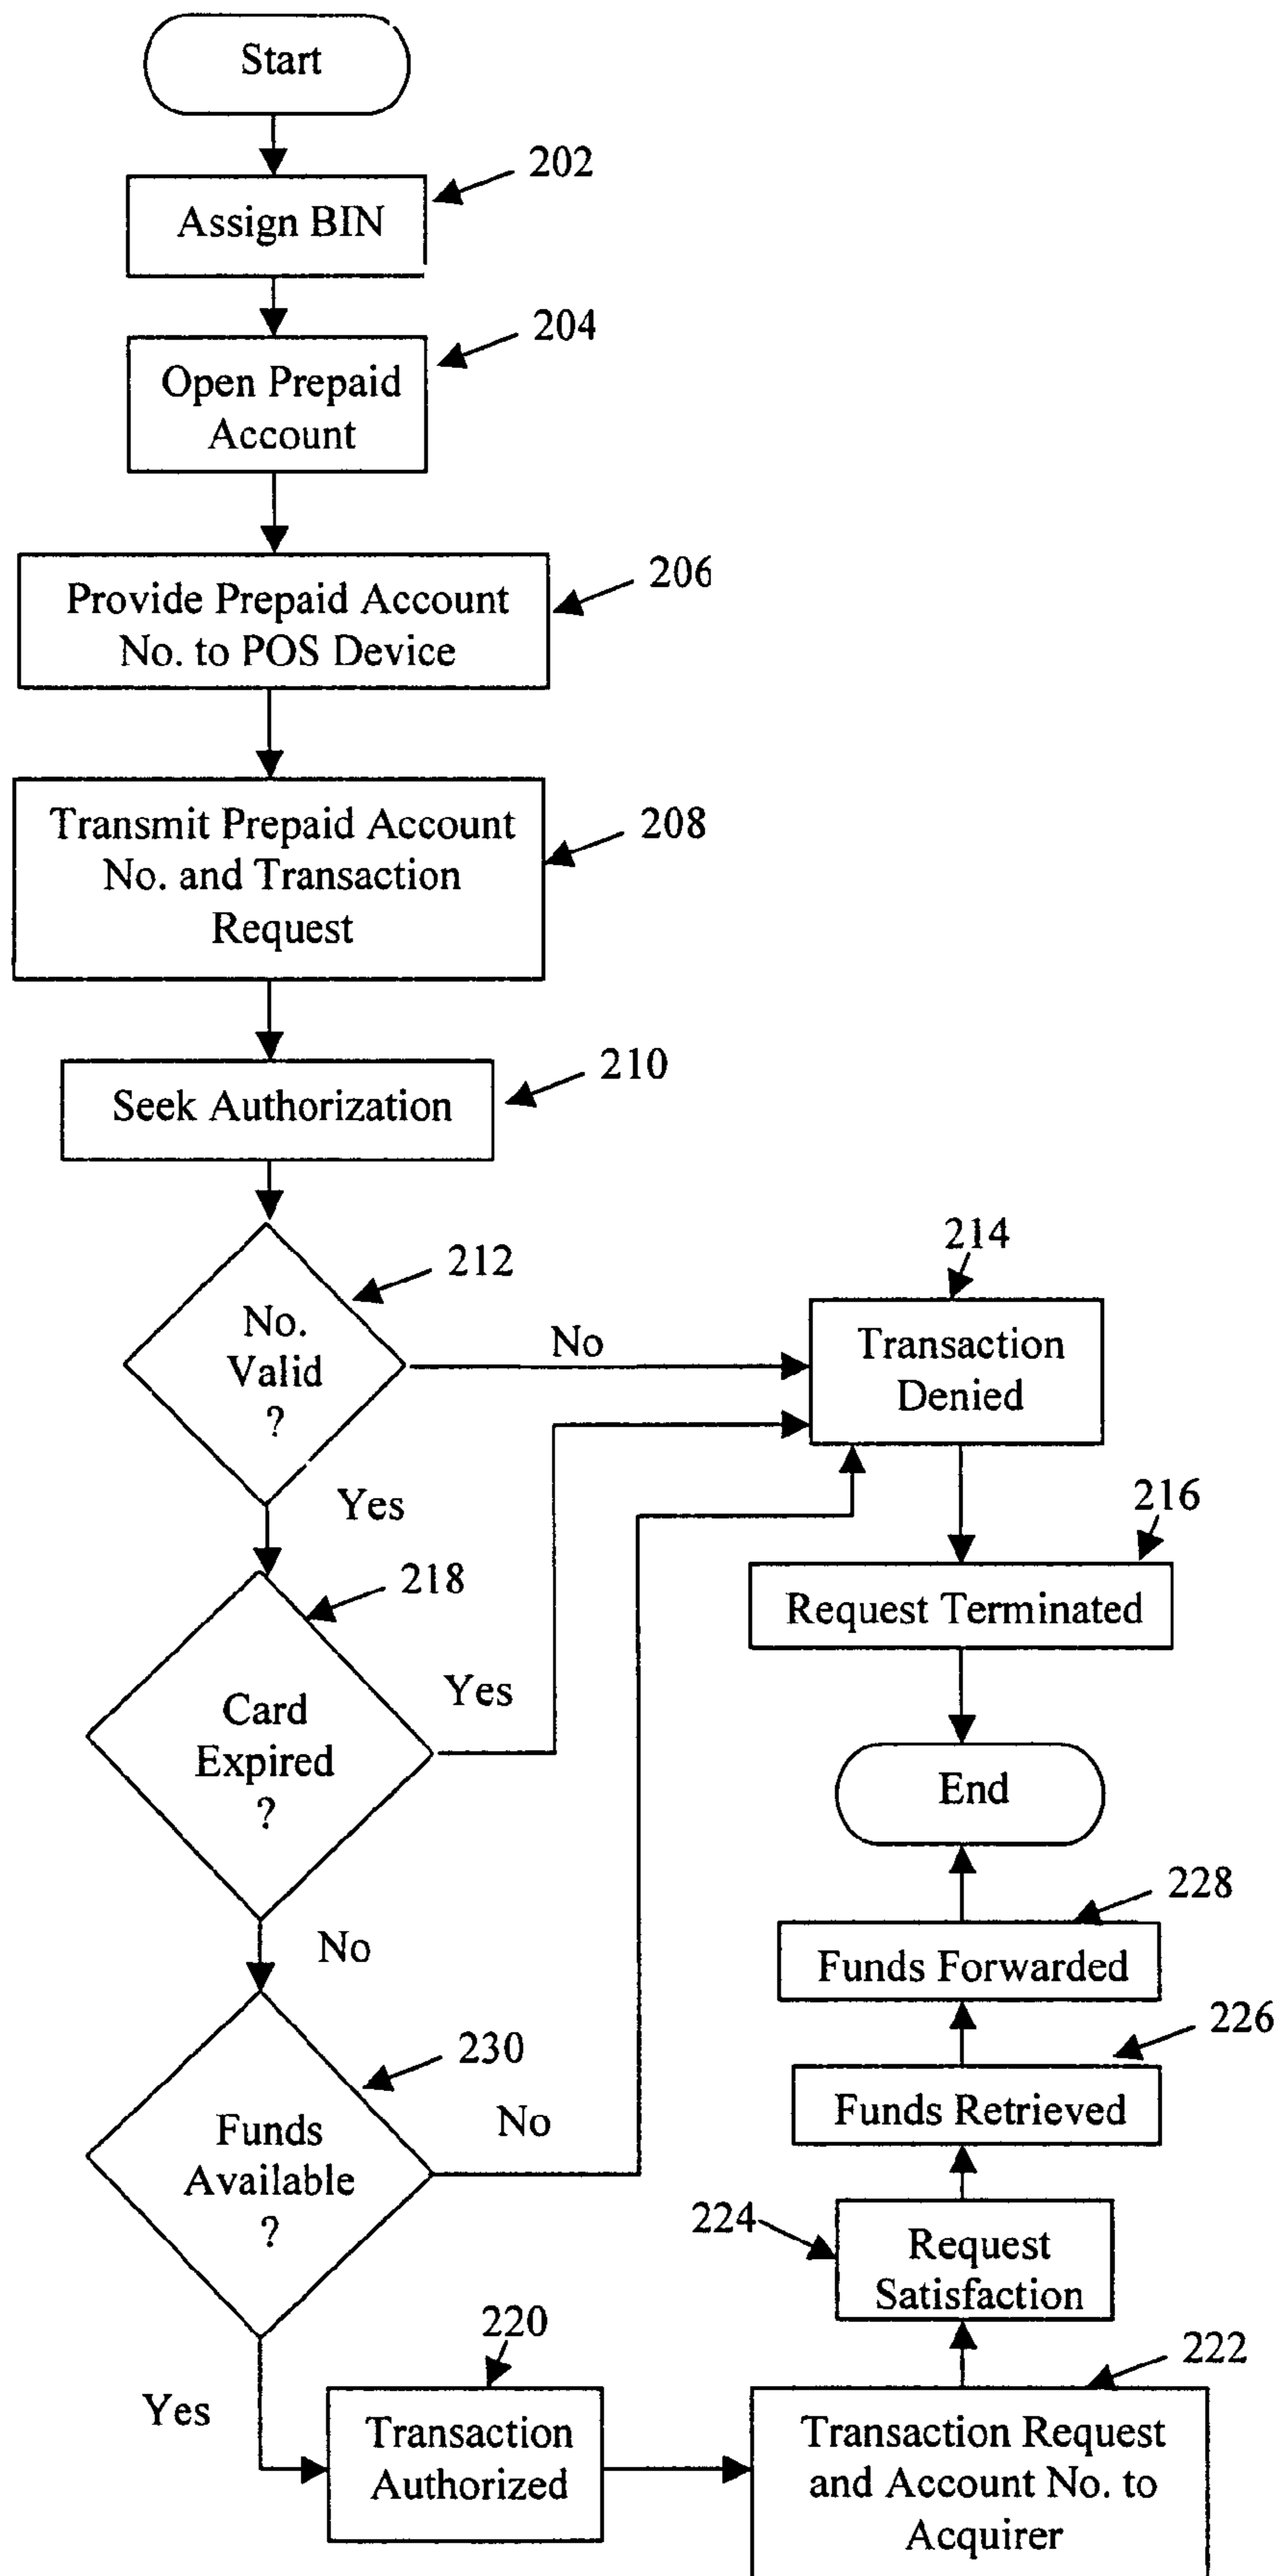 Start
202
Assign BIN
204
Open Prepaid
Account
206
Provide Prepaid Account
No. to POS Device
208
Transmit Prepaid Account
No. and Transaction
Request
210
Seek Authorization
212
No.
Valid
?
No
Yes
214
Transaction
Denied
216
Request Terminated
218
Card
Expired
?
Yes
No
End
228
Funds Forwarded
226
Funds Retrieved
230
Funds
Available
?
No
Yes
224
Request
Satisfaction
220
Transaction
Authorized
222
Transaction Request
and Account No. to
Acquirer